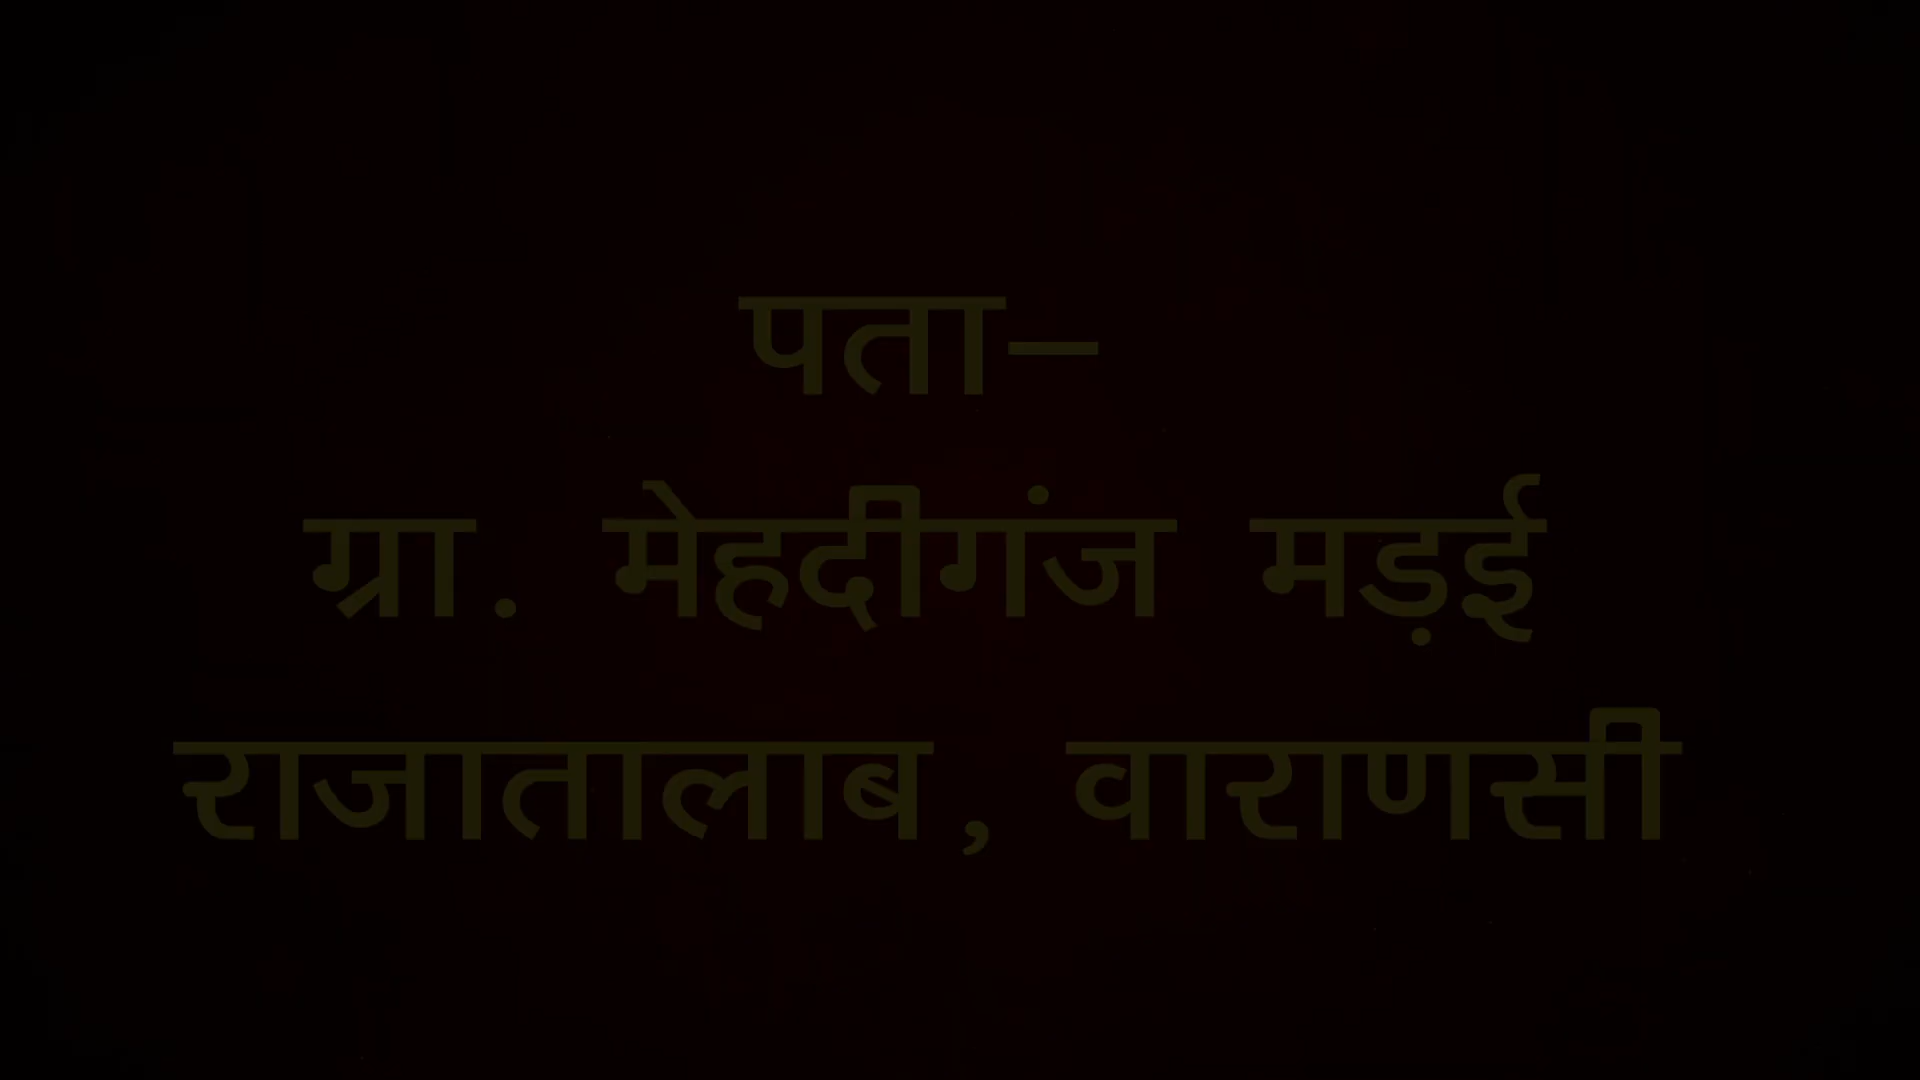 पता–
ग्रा. मेहदीगंज मड़ई
राजातालाब, वाराणसी